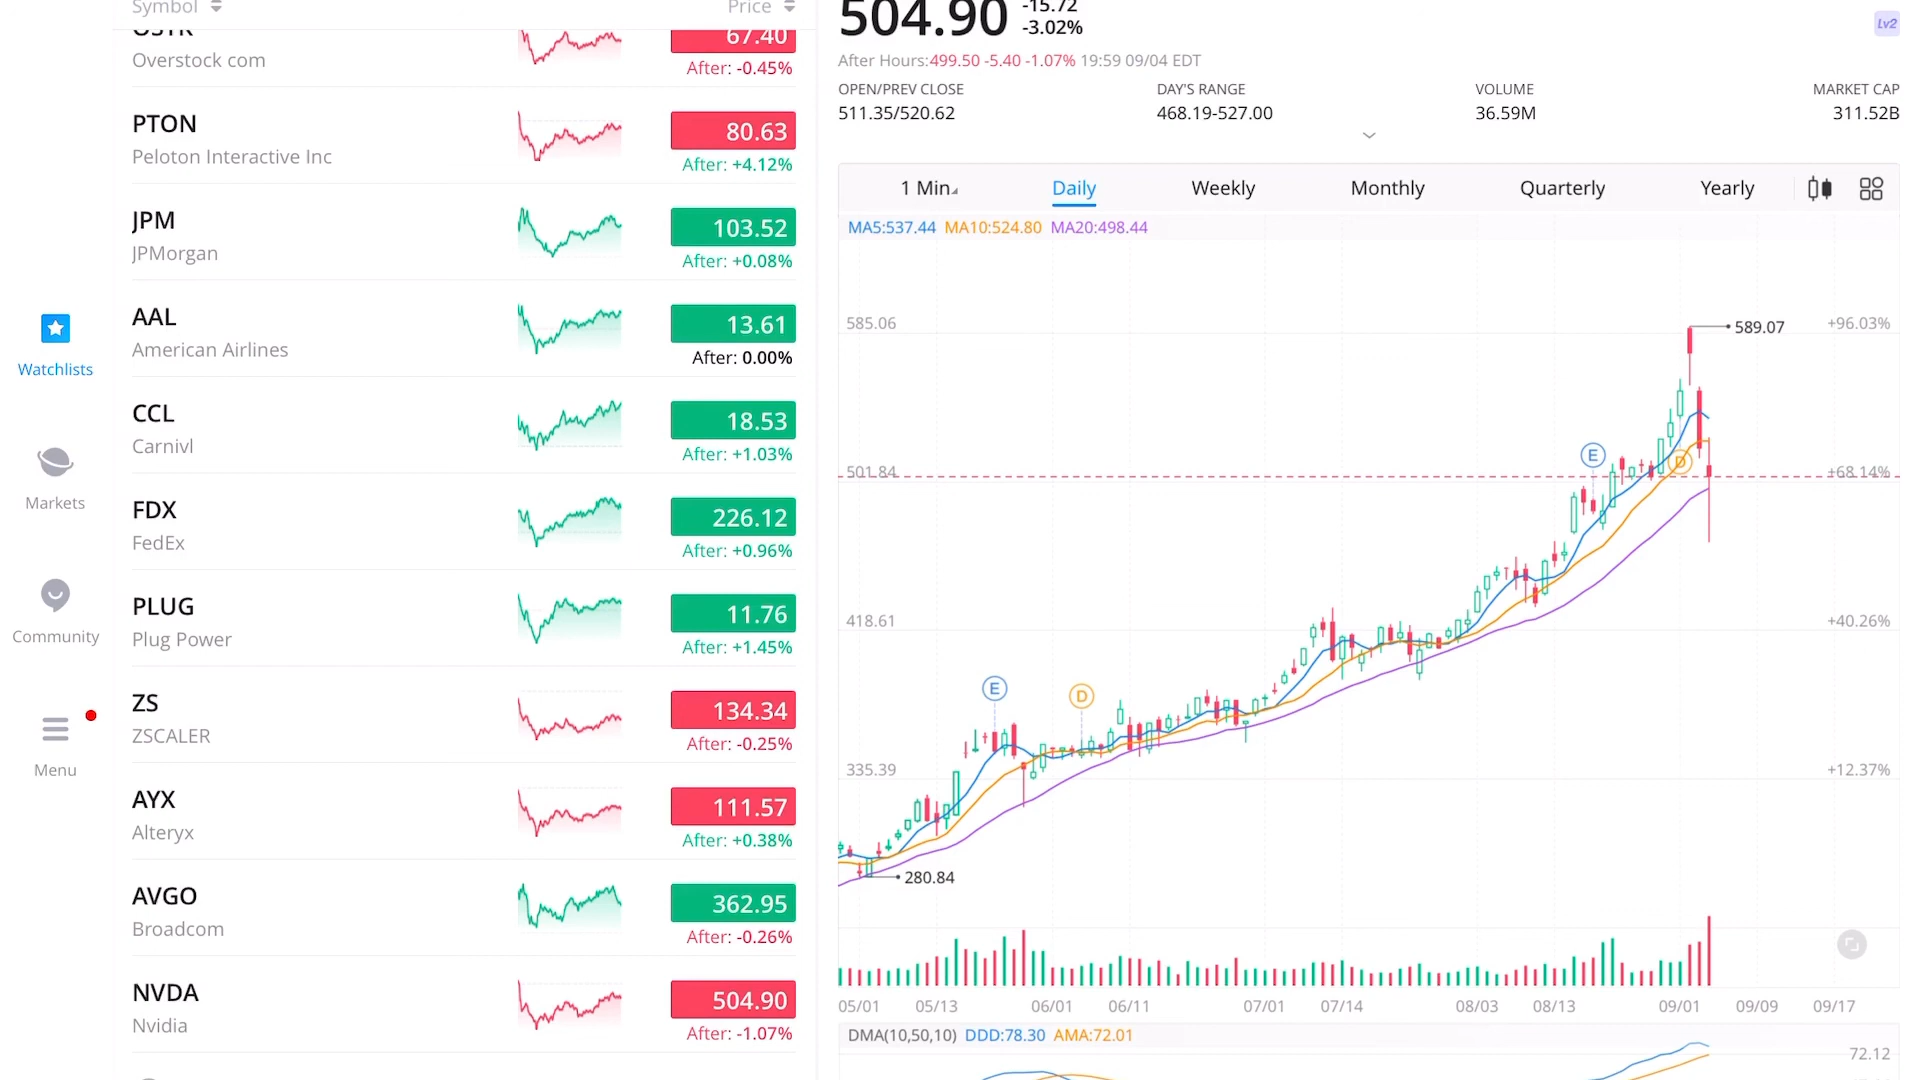 Symbol Price
OSTK 67.40
Overstock com After: -0.45%
PTON 80.63
Peloton Interactive Inc After: +4.12%
JPM 103.52
JPMorgan After: +0.08%
AAL 13.61
American Airlines After: 0.00%
CCL 18.53
Carnivl After: +1.03%
FDX 226.12
FedEx After: +0.96%
PLUG 11.76
Plug Power After: +1.45%
ZS 134.34
ZSCALER After: -0.25%
AYX 111.57
Alteryx After: +0.38%
AVGO 362.95
Broadcom After: -0.26%
NVDA 504.90
Nvidia After: -1.07%
Watchlists
Markets
Community
Menu
504.90 -15.72
-3.02%
Lv2
After Hours:499.50 -5.40 -1.07% 19:59 09/04 EDT
OPEN/PREV CLOSE DAY'S RANGE VOLUME MARKET CAP
511.35/520.62 468.19-527.00 36.59M 311.52B
1 Min Daily Weekly Monthly Quarterly Yearly
MA5:537.44 MA10:524.80 MA20:498.44
585.06 589.07 +96.03%
E D
501.84 +68.14%
418.61 +40.26%
E D
335.39 +12.37%
280.84
05/01 05/13 06/01 06/11 07/01 07/14 08/03 08/13 09/01 09/09 09/17
DMA(10,50,10) DDD:78.30 AMA:72.01
72.12